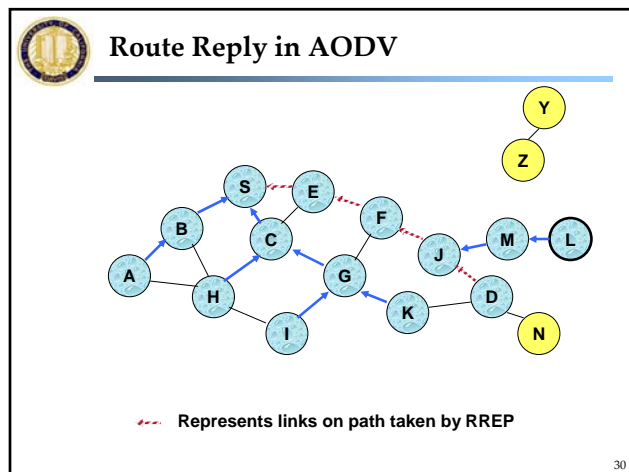 Route Reply in AODV
Y
Z
S
E
F
B
C
J
M
L
A
H
G
D
I
K
N
Represents links on path taken by RREP
30